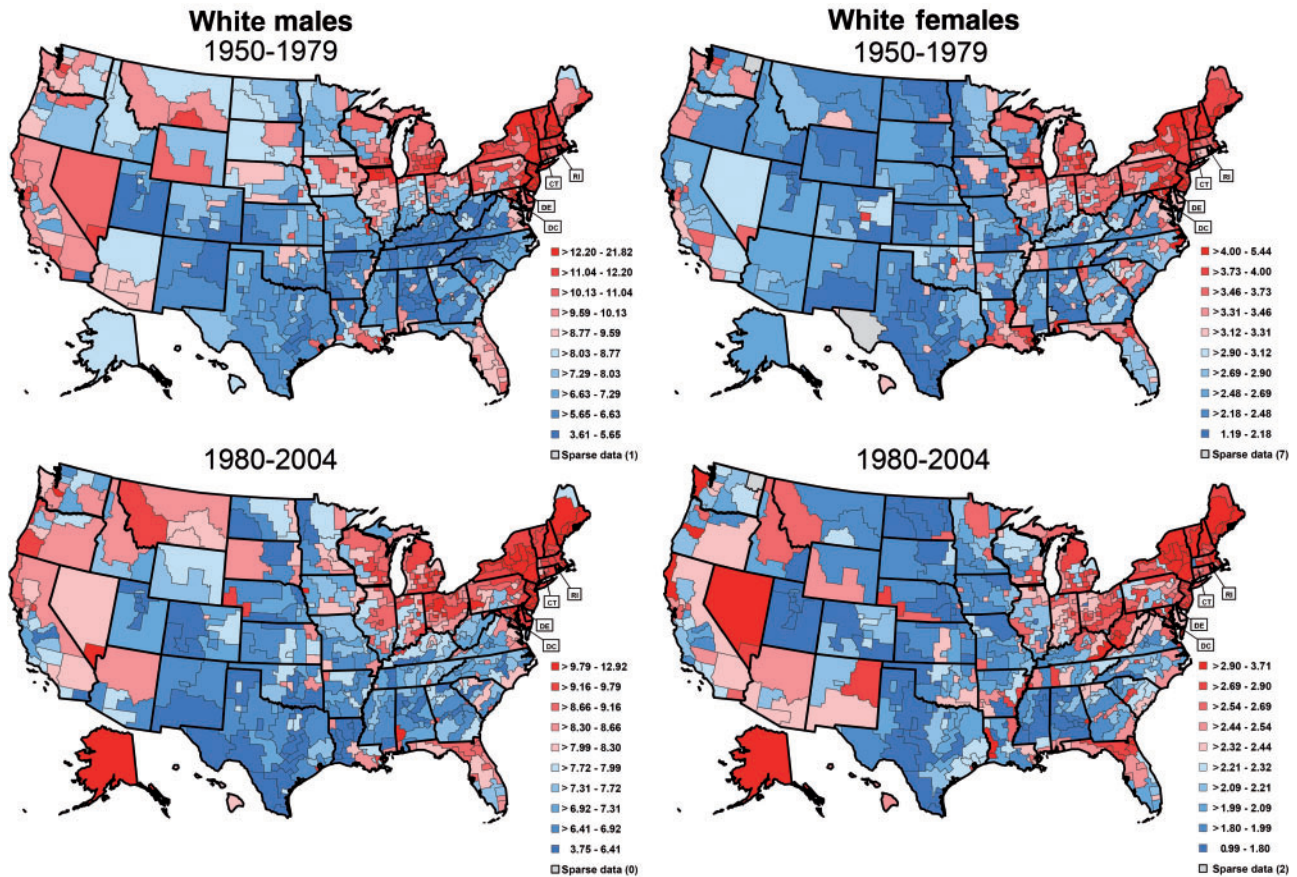 White males
1950-1979
CT
RI
DE
DC
>12.20 - 21.82
>11.04 - 12.20
>10.13 - 11.04
>9.59 - 10.13
>8.77 - 9.59
>8.03 - 8.77
>7.29 - 8.03
>6.63 - 7.29
>5.65 - 6.63
3.61 - 5.65
Sparse data (1)
White females
1950-1979
CT
RI
DE
DC
>4.00 - 5.44
>3.73 - 4.00
>3.46 - 3.73
>3.31 - 3.46
>3.12 - 3.31
>2.90 - 3.12
>2.69 - 2.90
>2.48 - 2.69
>2.18 - 2.48
1.19 - 2.18
Sparse data (7)
1980-2004
CT
RI
DE
DC
>9.79 - 12.92
>9.16 - 9.79
>8.66 - 9.16
>8.30 - 8.66
>7.99 - 8.30
>7.72 - 7.99
>7.31 - 7.72
>6.92 - 7.31
>6.41 - 6.92
3.75 - 6.41
Sparse data (0)
1980-2004
CT
RI
DE
DC
>2.90 - 3.71
>2.69 - 2.90
>2.54 - 2.69
>2.44 - 2.54
>2.32 - 2.44
>2.21 - 2.32
>2.09 - 2.21
>1.99 - 2.09
>1.80 - 1.99
0.99 - 1.80
Sparse data (2)